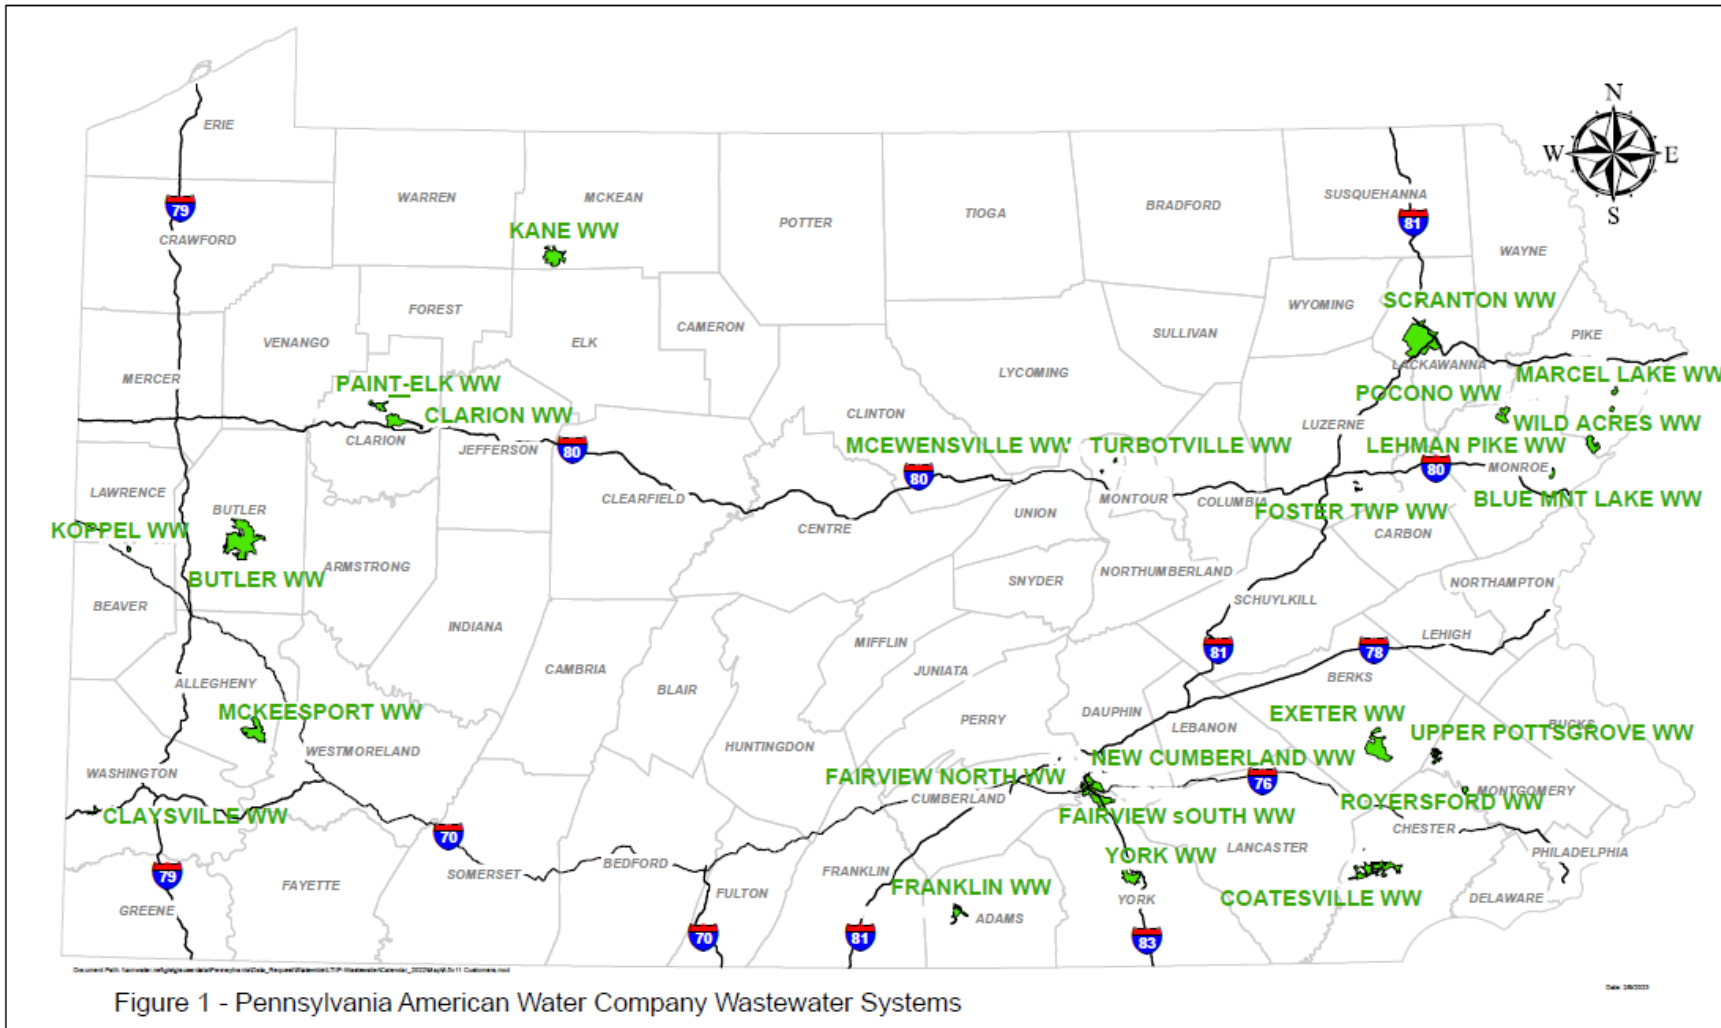 N
W E
S
ERIE
79
WARREN
MCKEAN
SUSQUEHANNA
POTTER
TIOGA
BRADFORD
81
KANE WW
CRAWFORD
WAYNE
SCRANTON WW
WYOMING
FOREST
CAMERON
SULLIVAN
PIKE
VENANGO
ELK
LACKAWANNA
MERCER
LYCOMING
MARCEL LAKE WW
PAINT-ELK WW
POCONO WW
CLARION WW
CLINTON
WILD ACRES WW
LUZERNE
CLARION
JEFFERSON
80
MCEWENSVILLE WW
TURBOTVILLE WW
LEHMAN PIKE WW
80
80
MONROE
LAWRENCE
CLEARFIELD
MONTOUR
COLUMBIA
BLUE MNT LAKE WW
BUTLER
UNION
FOSTER TWP WW
KOPPEL WW
CENTRE
CARBON
ARMSTRONG
BUTLER WW
SNYDER
NORTHUMBERLAND
NORTHAMPTON
BEAVER
SCHUYLKILL
INDIANA
MIFFLIN
LEHIGH
81
78
CAMBRIA
JUNIATA
BERKS
ALLEGHENY
BLAIR
MCKEESPORT WW
PERRY
DAUPHIN
LEBANON
EXETER WW
BUCKS
UPPER POTTSGROVE WW
WESTMORELAND
HUNTINGDON
NEW CUMBERLAND WW
WASHINGTON
FAIRVIEW NORTH WW
76
CUMBERLAND
ROYERSFORD WW
MONTGOMERY
CLAYSVILLE WW
FAIRVIEW sOUTH WW
70
CHESTER
LANCASTER
YORK WW
PHILADELPHIA
BEDFORD
79
SOMERSET
FRANKLIN
FAYETTE
FULTON
FRANKLIN WW
COATESVILLE WW
YORK
DELAWARE
GREENE
ADAMS
70
81
83
Figure 1 - Pennsylvania American Water Company Wastewater Systems